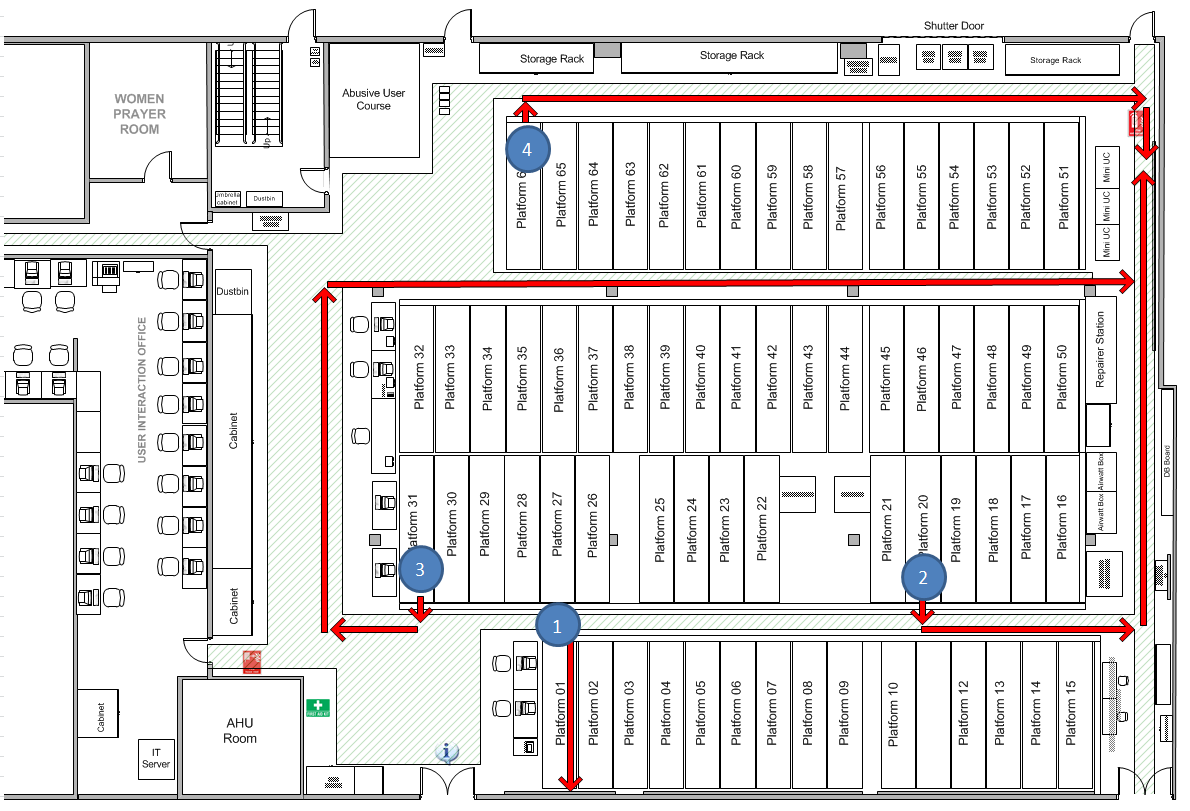 Shutter Door
Storage Rack
Storage Rack
Storage Rack
WOMEN
PRAYER
ROOM
Up
Umbrella
cabinet
Dustbin
Abusive User
Course
4
Platform 65
Platform 64
Platform 63
Platform 62
Platform 61
Platform 60
Platform 59
Platform 58
Platform 57
Platform 56
Platform 55
Platform 54
Platform 53
Platform 52
Platform 51
Mini UC
Mini UC
Mini UC
Dustbin
USER INTERACTION OFFICE
Cabinet
Cabinet
Platform 32
Platform 33
Platform 34
Platform 35
Platform 36
Platform 37
Platform 38
Platform 39
Platform 40
Platform 41
Platform 42
Platform 43
Platform 44
Platform 45
Platform 46
Platform 47
Platform 48
Platform 49
Platform 50
Repairer Station
Platform 31
Platform 30
Platform 29
Platform 28
Platform 27
Platform 26
Platform 25
Platform 24
Platform 23
Platform 22
Platform 21
Platform 20
Platform 19
Platform 18
Platform 17
Platform 16
Airwatt Box
Airwatt Box
DB Board
3
2
1
Platform 01
Platform 02
Platform 03
Platform 04
Platform 05
Platform 06
Platform 07
Platform 08
Platform 09
Platform 10
Platform 12
Platform 13
Platform 14
Platform 15
Cabinet
IT
Server
AHU
Room
FIRST AID KIT
i